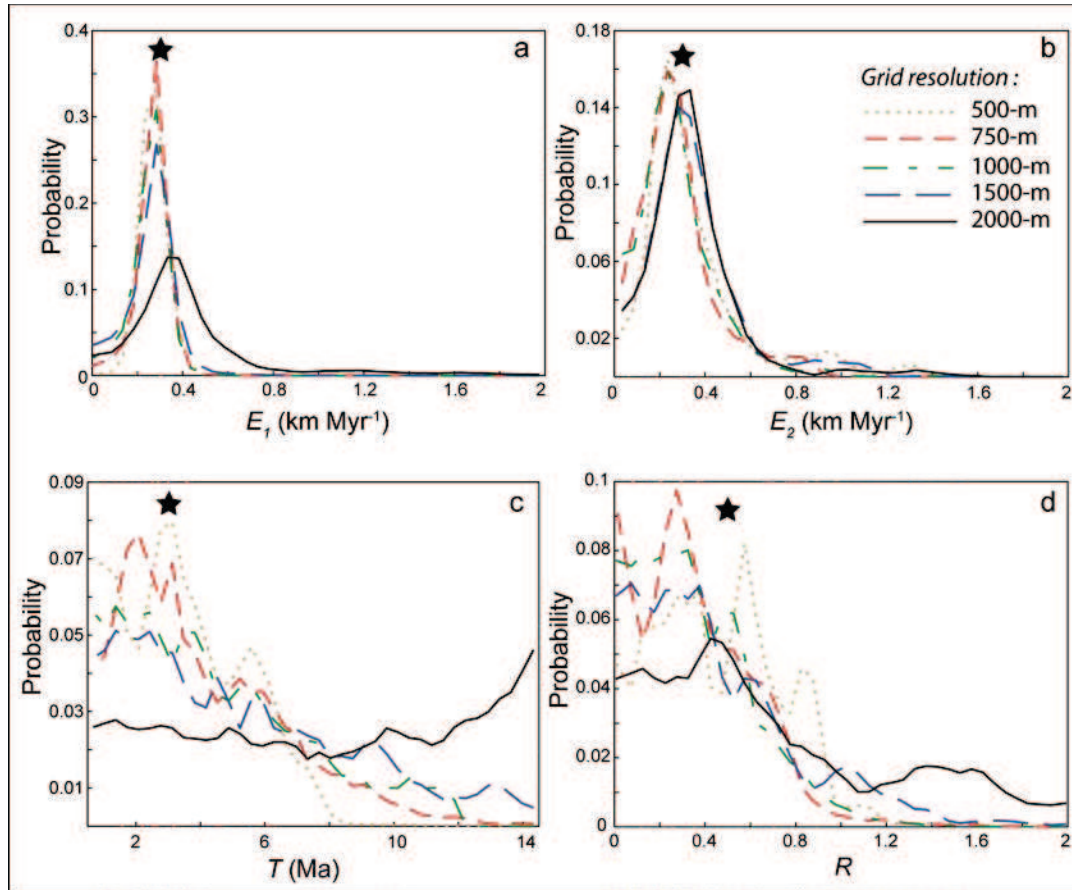 a
0.4
0.3
0.2
0.1
0
Probability
0 0.4 0.8 1.2 1.6 2
E1 (km Myr⁻¹)
b
0.18
0.14
0.1
0.06
0.02
Probability
Grid resolution :
500-m
750-m
1000-m
1500-m
2000-m
0 0.4 0.8 1.2 1.6 2
E2 (km Myr⁻¹)
c
0.09
0.07
0.05
0.03
0.01
Probability
2 6 10 14
T (Ma)
d
0.1
0.08
0.06
0.04
0.02
0
Probability
0 0.4 0.8 1.2 1.6 2
R